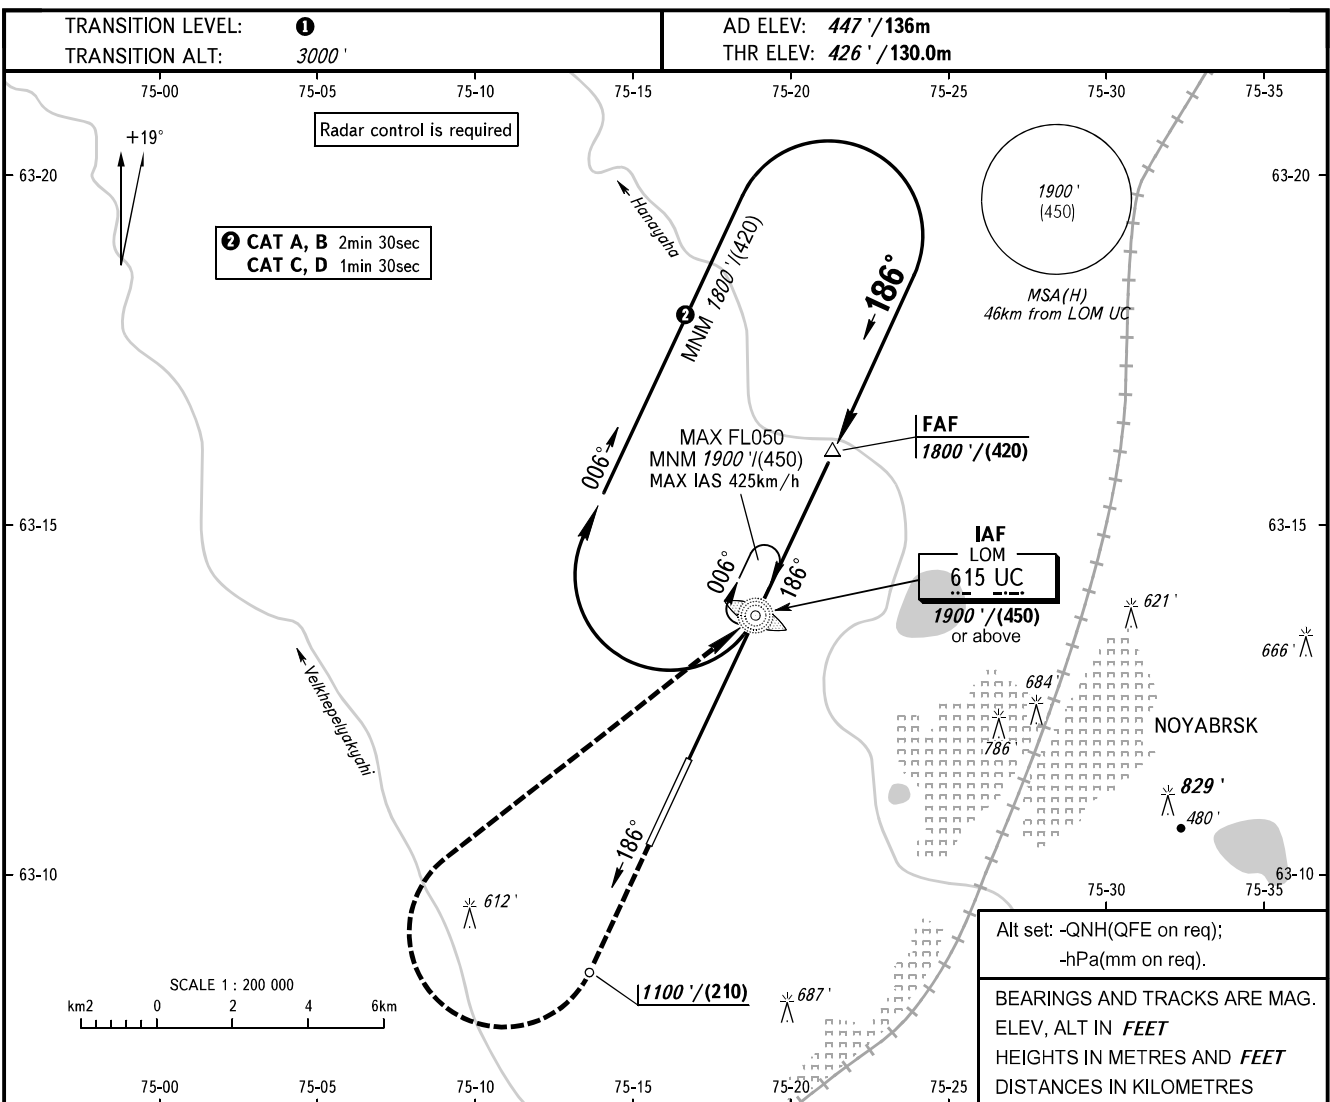 TRANSITION LEVEL: ❶
TRANSITION ALT: 3000 '
AD ELEV: 447 '/136m
THR ELEV: 426 '/130.0m
75-00 75-05 75-10 75-15 75-20 75-25 75-30 75-35
Radar control is required
+19°
63-20 63-20
❷ CAT A, B 2min 30sec
CAT C, D 1min 30sec
Hanayaha
MNM 1800 '/(420)
❷
186°
1900 '
(450)
MSA(H)
46km from LOM UC
006°
MAX FL050
MNM 1900 '/(450)
MAX IAS 425km/h
FAF
1800 '/(420)
63-15 63-15
006°
186°
IAF
LOM
615 UC
1900 '/(450)
or above
621 '
666 '
684 '
786 '
NOYABRSK
829 '
480 '
Velkhepelyakyahi
186°
63-10 63-10
75-30 75-35
612 '
1100 '/(210)
687 '
SCALE 1 : 200 000
km2 0 2 4 6km
Alt set: -QNH(QFE on req);
-hPa(mm on req).
BEARINGS AND TRACKS ARE MAG.
ELEV, ALT IN FEET
HEIGHTS IN METRES AND FEET
DISTANCES IN KILOMETRES
75-00 75-05 75-10 75-15 75-20 75-25